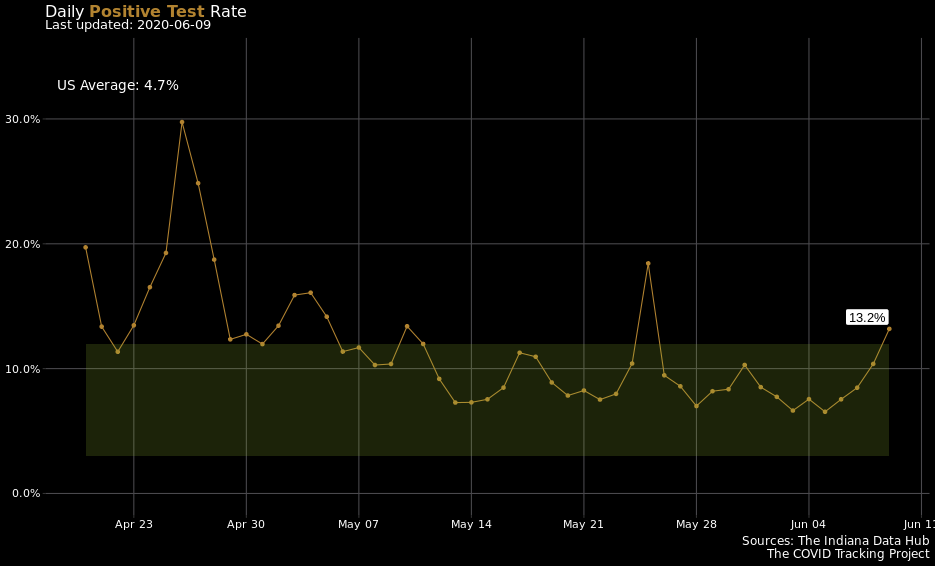 Daily Positive Test Rate
Last updated: 2020-06-09
US Average: 4.7%
30.0%
20.0%
13.2%
10.0%
0.0%
Apr 23 Apr 30 May 07 May 14 May 21 May 28 Jun 04 Jun 11
Sources: The Indiana Data Hub
The COVID Tracking Project